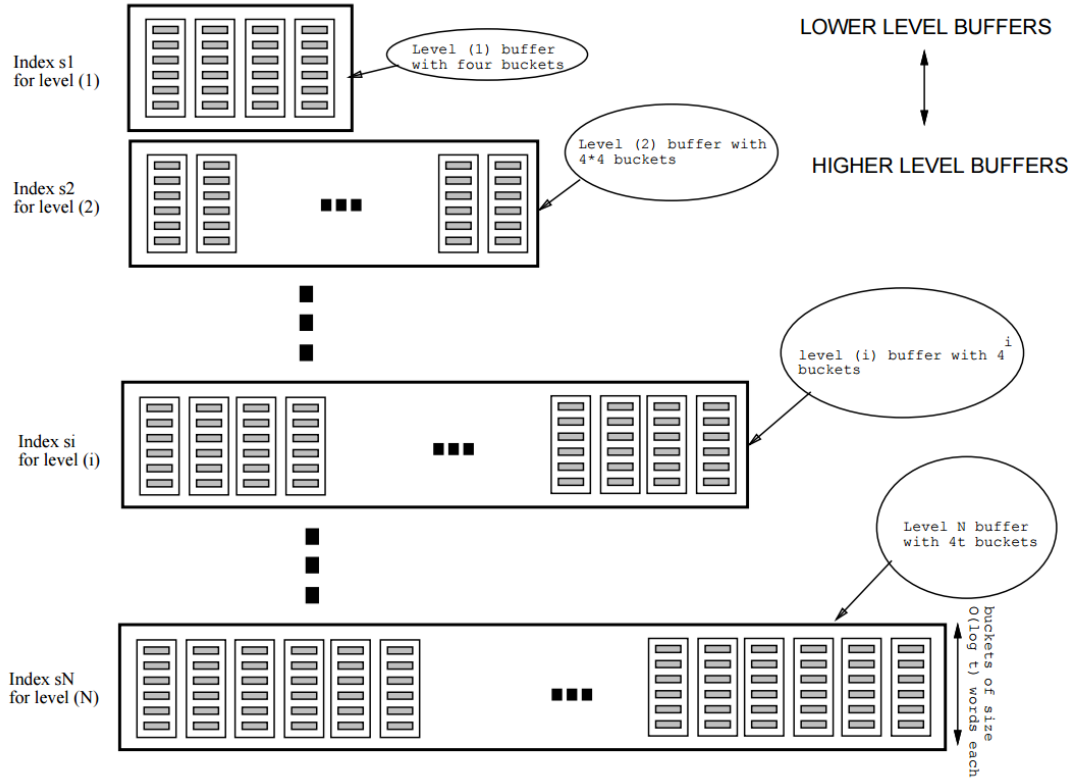 LOWER LEVEL BUFFERS
Index s1
for level (1)
Level (1) buffer
with four buckets
HIGHER LEVEL BUFFERS
Index s2
for level (2)
Level (2) buffer with
4*4 buckets
i
level (i) buffer with 4
buckets
Index si
for level (i)
Level N buffer
with 4t buckets
Index sN
for level (N)
buckets of size
O(log t) words each